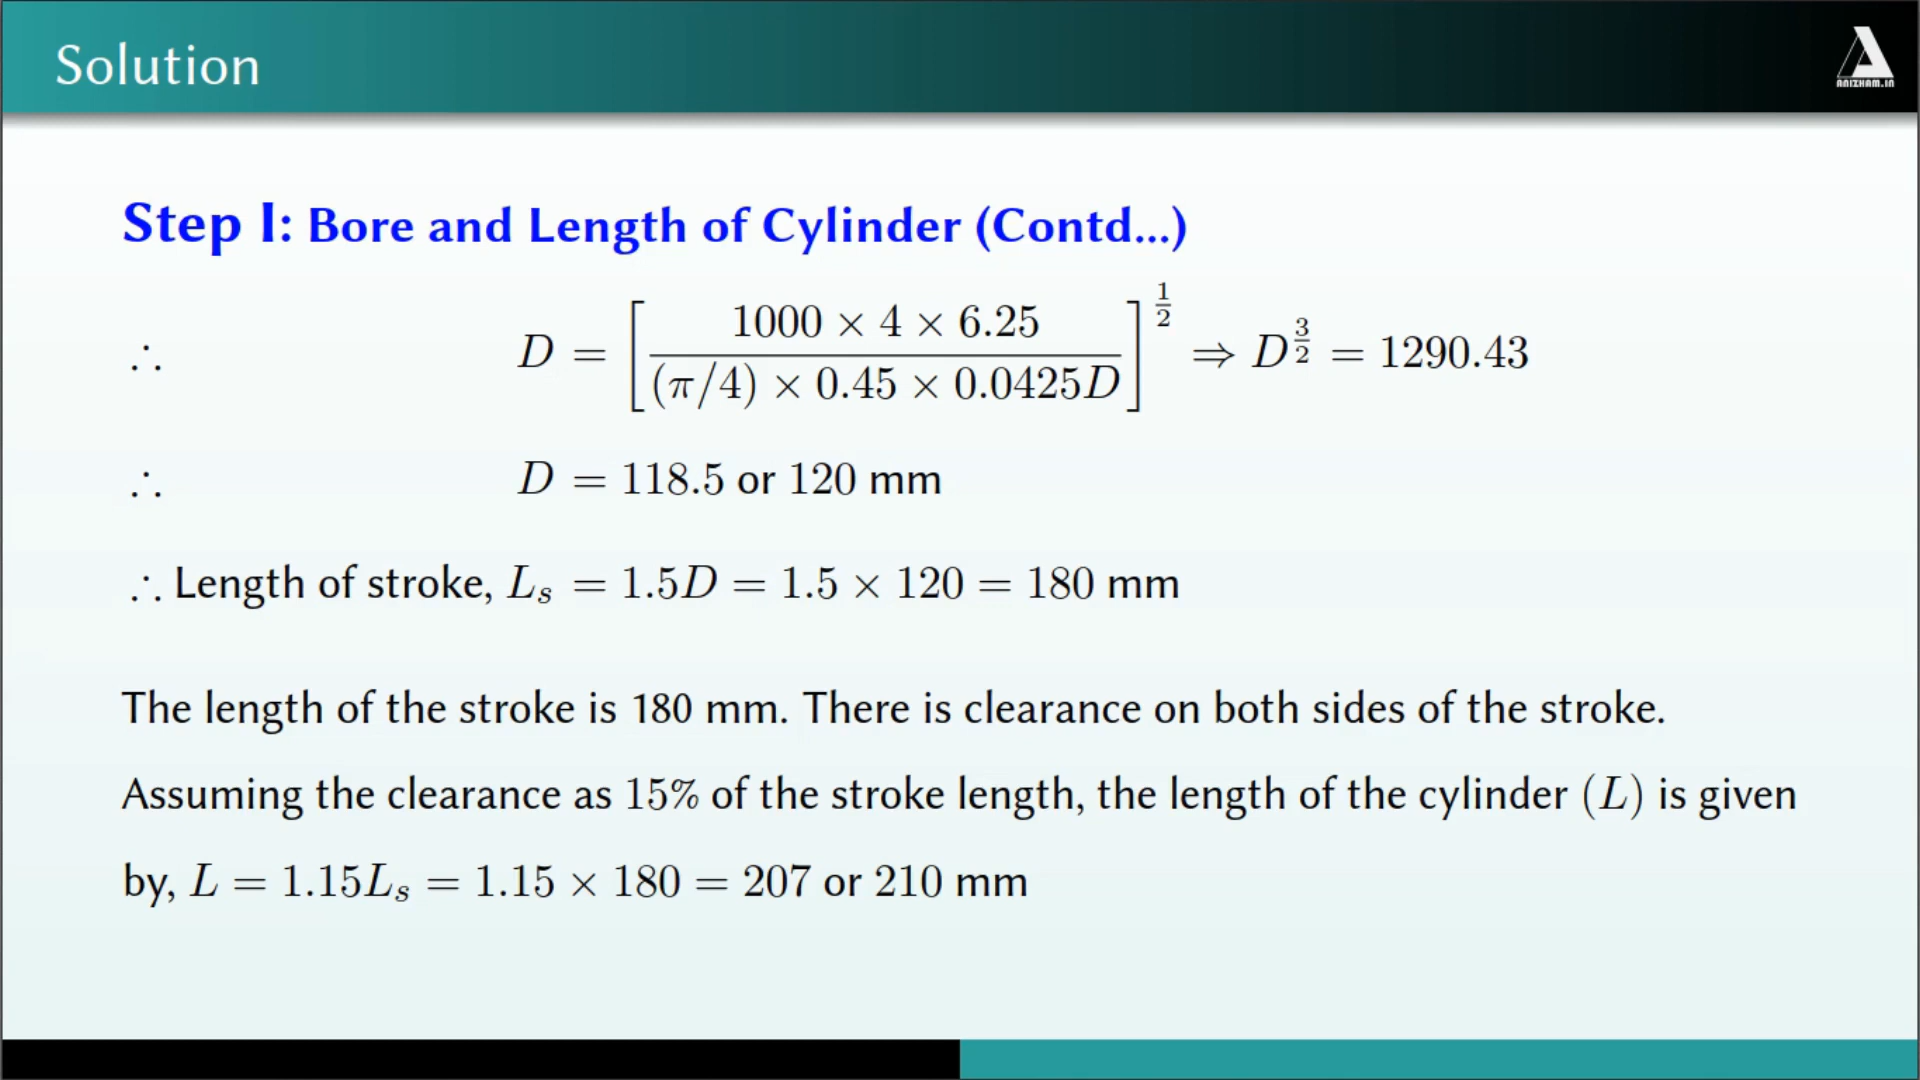 Solution
ANIZHAM.IN
Step I: Bore and Length of Cylinder (Contd...)
∴ D = [ (1000 × 4 × 6.25) / ((π/4) × 0.45 × 0.0425D) ]^(1/2) ⇒ D^(3/2) = 1290.43
∴ D = 118.5 or 120 mm
∴ Length of stroke, L_s = 1.5D = 1.5 × 120 = 180 mm
The length of the stroke is 180 mm. There is clearance on both sides of the stroke.
Assuming the clearance as 15% of the stroke length, the length of the cylinder (L) is given
by, L = 1.15L_s = 1.15 × 180 = 207 or 210 mm